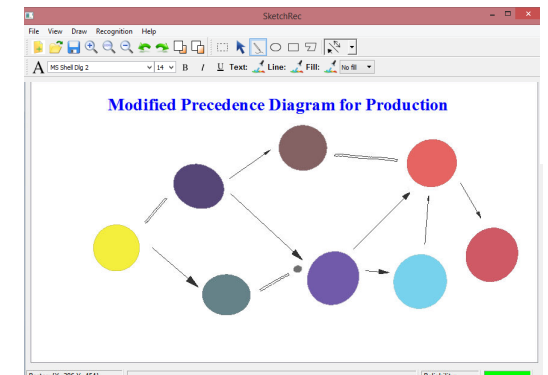 SketchRec
File View Draw Recognition Help
A MS Shell Dlg 2 14 B I U Text: Line: Fill: No fill
Modified Precedence Diagram for Production